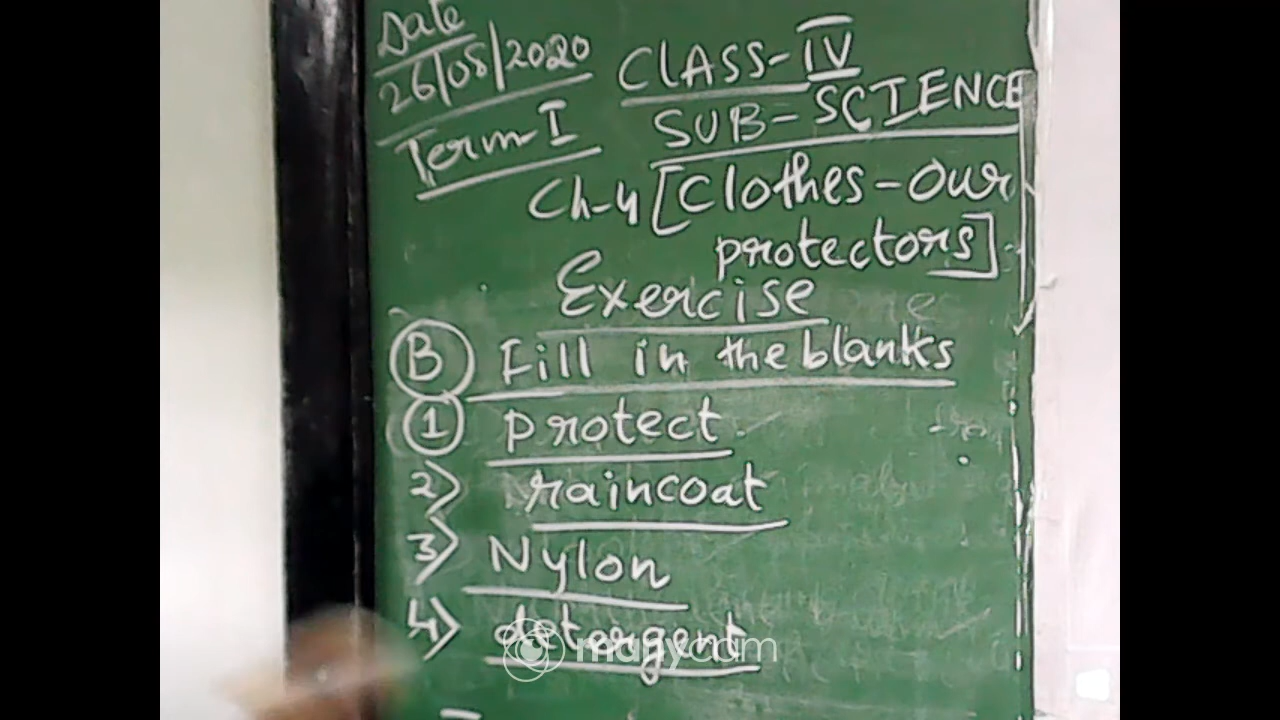 Date
26/08/2020
Term-I
CLASS-IV
SUB-SCIENCE
Ch-4 [Clothes-Our
protectors]
Exercise
B Fill in the blanks
1 protect
2) raincoat
3) Nylon
4) detergent
manycam